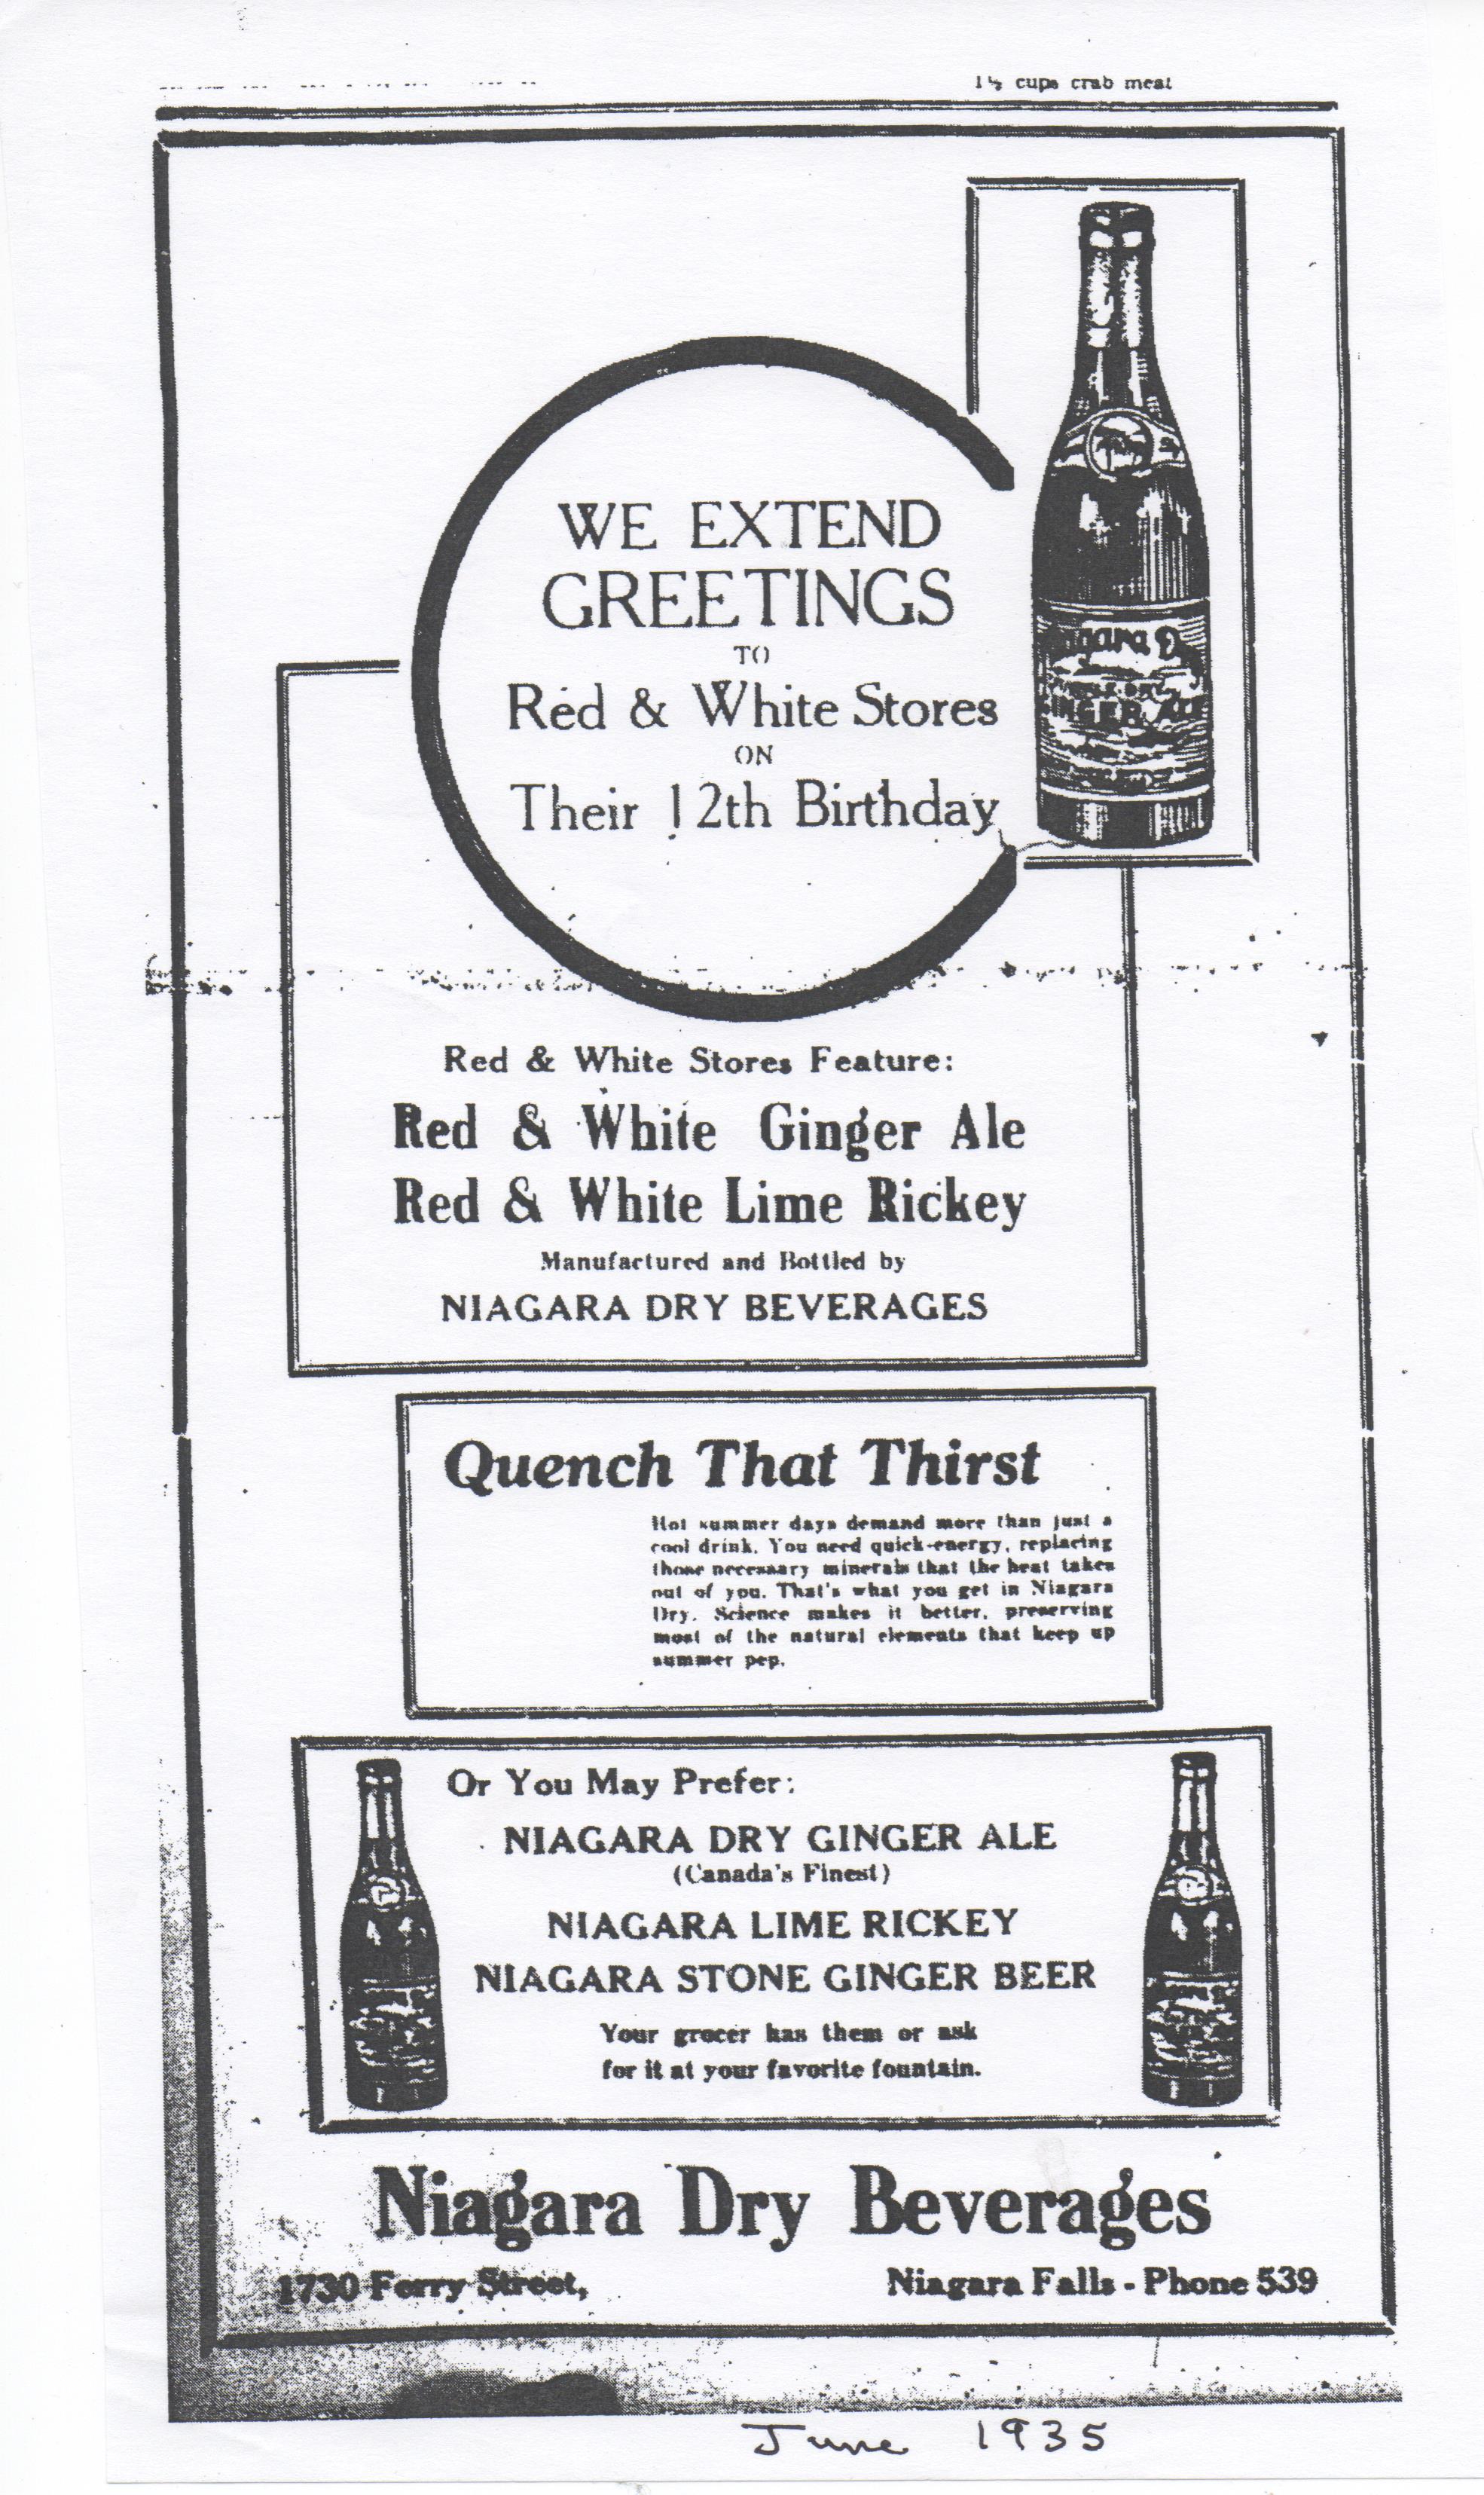 1½ cups crab meat
WE EXTEND
GREETINGS
TO
Red & White Stores
ON
Their 12th Birthday
Niagara Dry
GINGER ALE
Red & White Stores Feature:
Red & White Ginger Ale
Red & White Lime Rickey
Manufactured and Bottled by
NIAGARA DRY BEVERAGES
Quench That Thirst
Hot summer days demand more than just a
cool drink. You need quick-energy, replacing
those necessary minerals that the heat takes
out of you. That's what you get in Niagara
Dry. Science makes it better, preserving
most of the natural elements that keep up
summer pep.
Or You May Prefer:
NIAGARA DRY GINGER ALE
(Canada's Finest)
NIAGARA LIME RICKEY
NIAGARA STONE GINGER BEER
Your grocer has them or ask
for it at your favorite fountain.
Niagara Dry Beverages
1730 Ferry Street,
Niagara Falls - Phone 539
June 1935